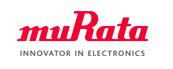 muRata
INNOVATOR IN ELECTRONICS